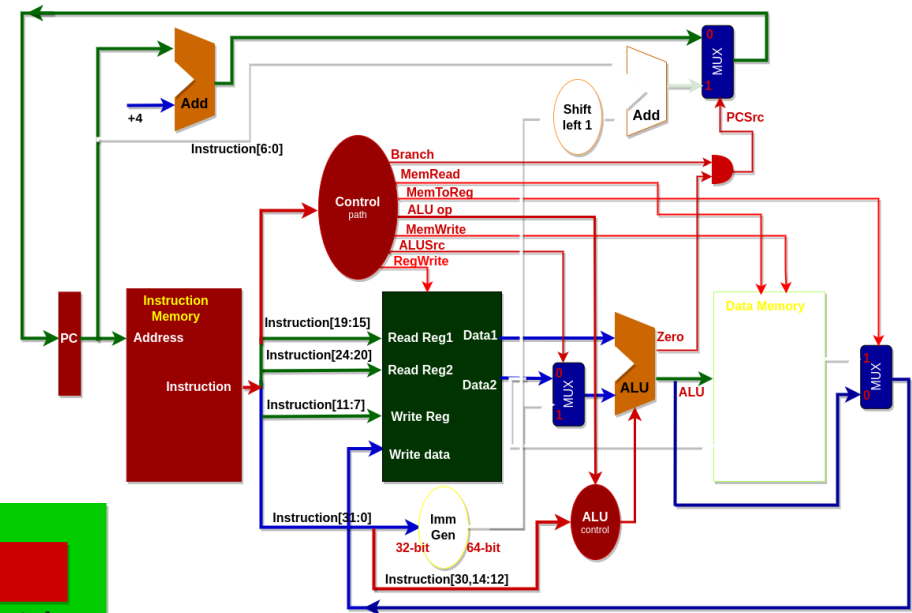 0
MUX
1
Add
+4
Shift
left 1
Add
PCSrc
Instruction[6:0]
Branch
MemRead
MemToReg
ALU op
MemWrite
ALUSrc
RegWrite
Control
path
Instruction
Memory
PC
Address
Instruction
Instruction[19:15]
Instruction[24:20]
Instruction[11:7]
Read Reg1
Data1
Read Reg2
Data2
Write Reg
Write data
0
MUX
1
Zero
ALU
ALU
Data Memory
1
MUX
0
Instruction[31:0]
Imm
Gen
32-bit
64-bit
ALU
control
Instruction[30,14:12]